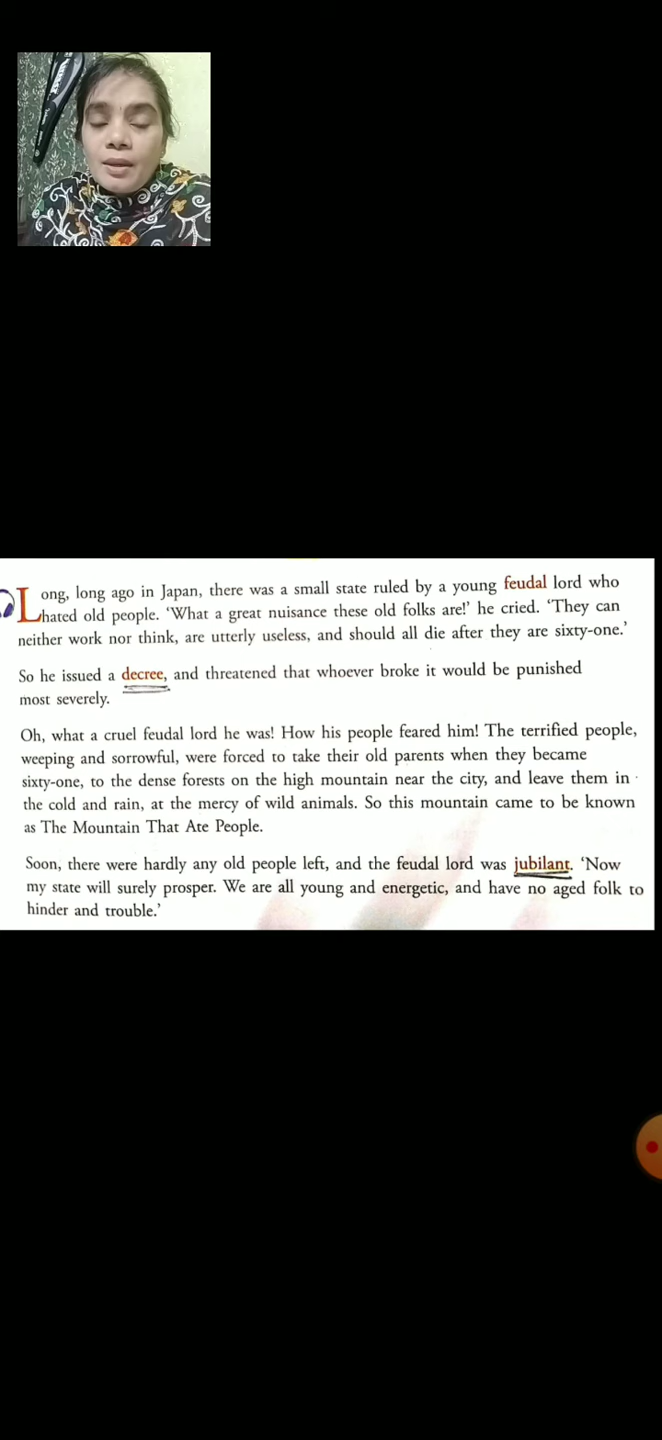 Long, long ago in Japan, there was a small state ruled by a young feudal lord who
hated old people. ‘What a great nuisance these old folks are!’ he cried. ‘They can
neither work nor think, are utterly useless, and should all die after they are sixty-one.’
So he issued a decree, and threatened that whoever broke it would be punished
most severely.
Oh, what a cruel feudal lord he was! How his people feared him! The terrified people,
weeping and sorrowful, were forced to take their old parents when they became
sixty-one, to the dense forests on the high mountain near the city, and leave them in
the cold and rain, at the mercy of wild animals. So this mountain came to be known
as The Mountain That Ate People.
Soon, there were hardly any old people left, and the feudal lord was jubilant. ‘Now
my state will surely prosper. We are all young and energetic, and have no aged folk to
hinder and trouble.’